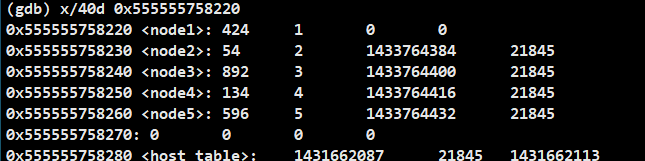 (gdb) x/40d 0x555555758220
0x555555758220 <node1>: 424 1 0 0
0x555555758230 <node2>: 54 2 1433764384 21845
0x555555758240 <node3>: 892 3 1433764400 21845
0x555555758250 <node4>: 134 4 1433764416 21845
0x555555758260 <node5>: 596 5 1433764432 21845
0x555555758270: 0 0 0 0
0x555555758280 <host table>: 1431662087 21845 1431662113